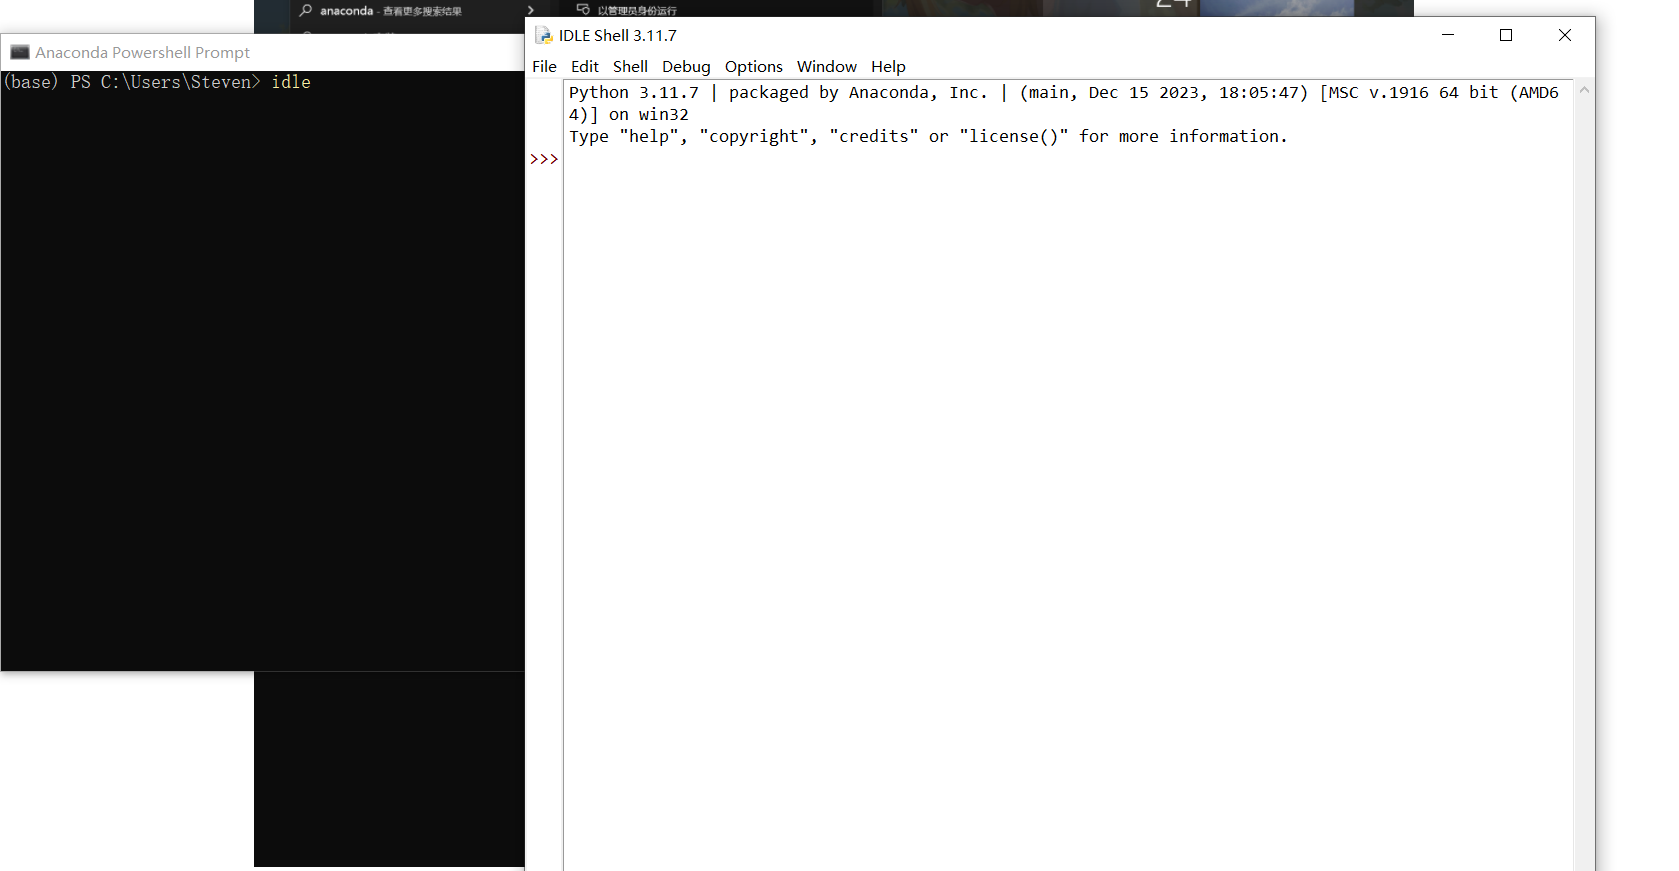 anaconda - 查看更多搜索结果
以管理员身份运行
24
Anaconda Powershell Prompt
(base) PS C:\Users\Steven> idle
IDLE Shell 3.11.7
File Edit Shell Debug Options Window Help
Python 3.11.7 | packaged by Anaconda, Inc. | (main, Dec 15 2023, 18:05:47) [MSC v.1916 64 bit (AMD6
4)] on win32
Type "help", "copyright", "credits" or "license()" for more information.
>>>